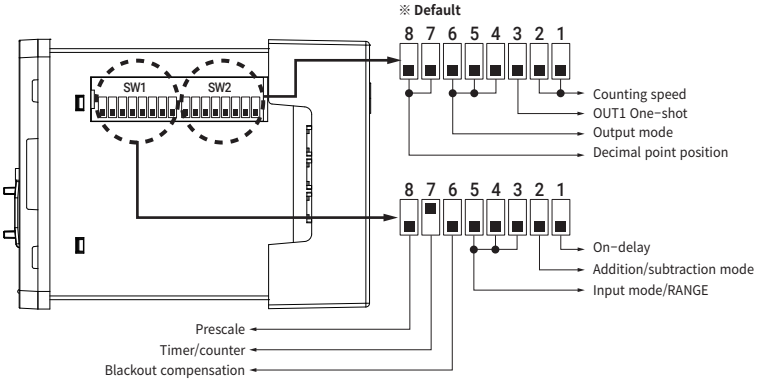 ※ Default
8 7 6 5 4 3 2 1
SW1 SW2
Counting speed
OUT1 One-shot
Output mode
Decimal point position
8 7 6 5 4 3 2 1
On-delay
Addition/subtraction mode
Input mode/RANGE
Prescale
Timer/counter
Blackout compensation